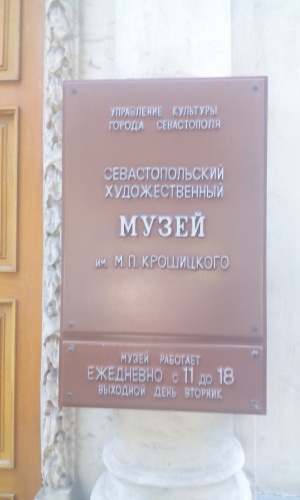 УПРАВЛЕНИЕ КУЛЬТУРЫ
ГОРОДА СЕВАСТОПОЛЯ
СЕВАСТОПОЛЬСКИЙ
ХУДОЖЕСТВЕННЫЙ
МУЗЕЙ
им. М.П. КРОШИЦКОГО
МУЗЕЙ РАБОТАЕТ
ЕЖЕДНЕВНО с 11 до 18
ВЫХОДНОЙ ДЕНЬ ВТОРНИК.